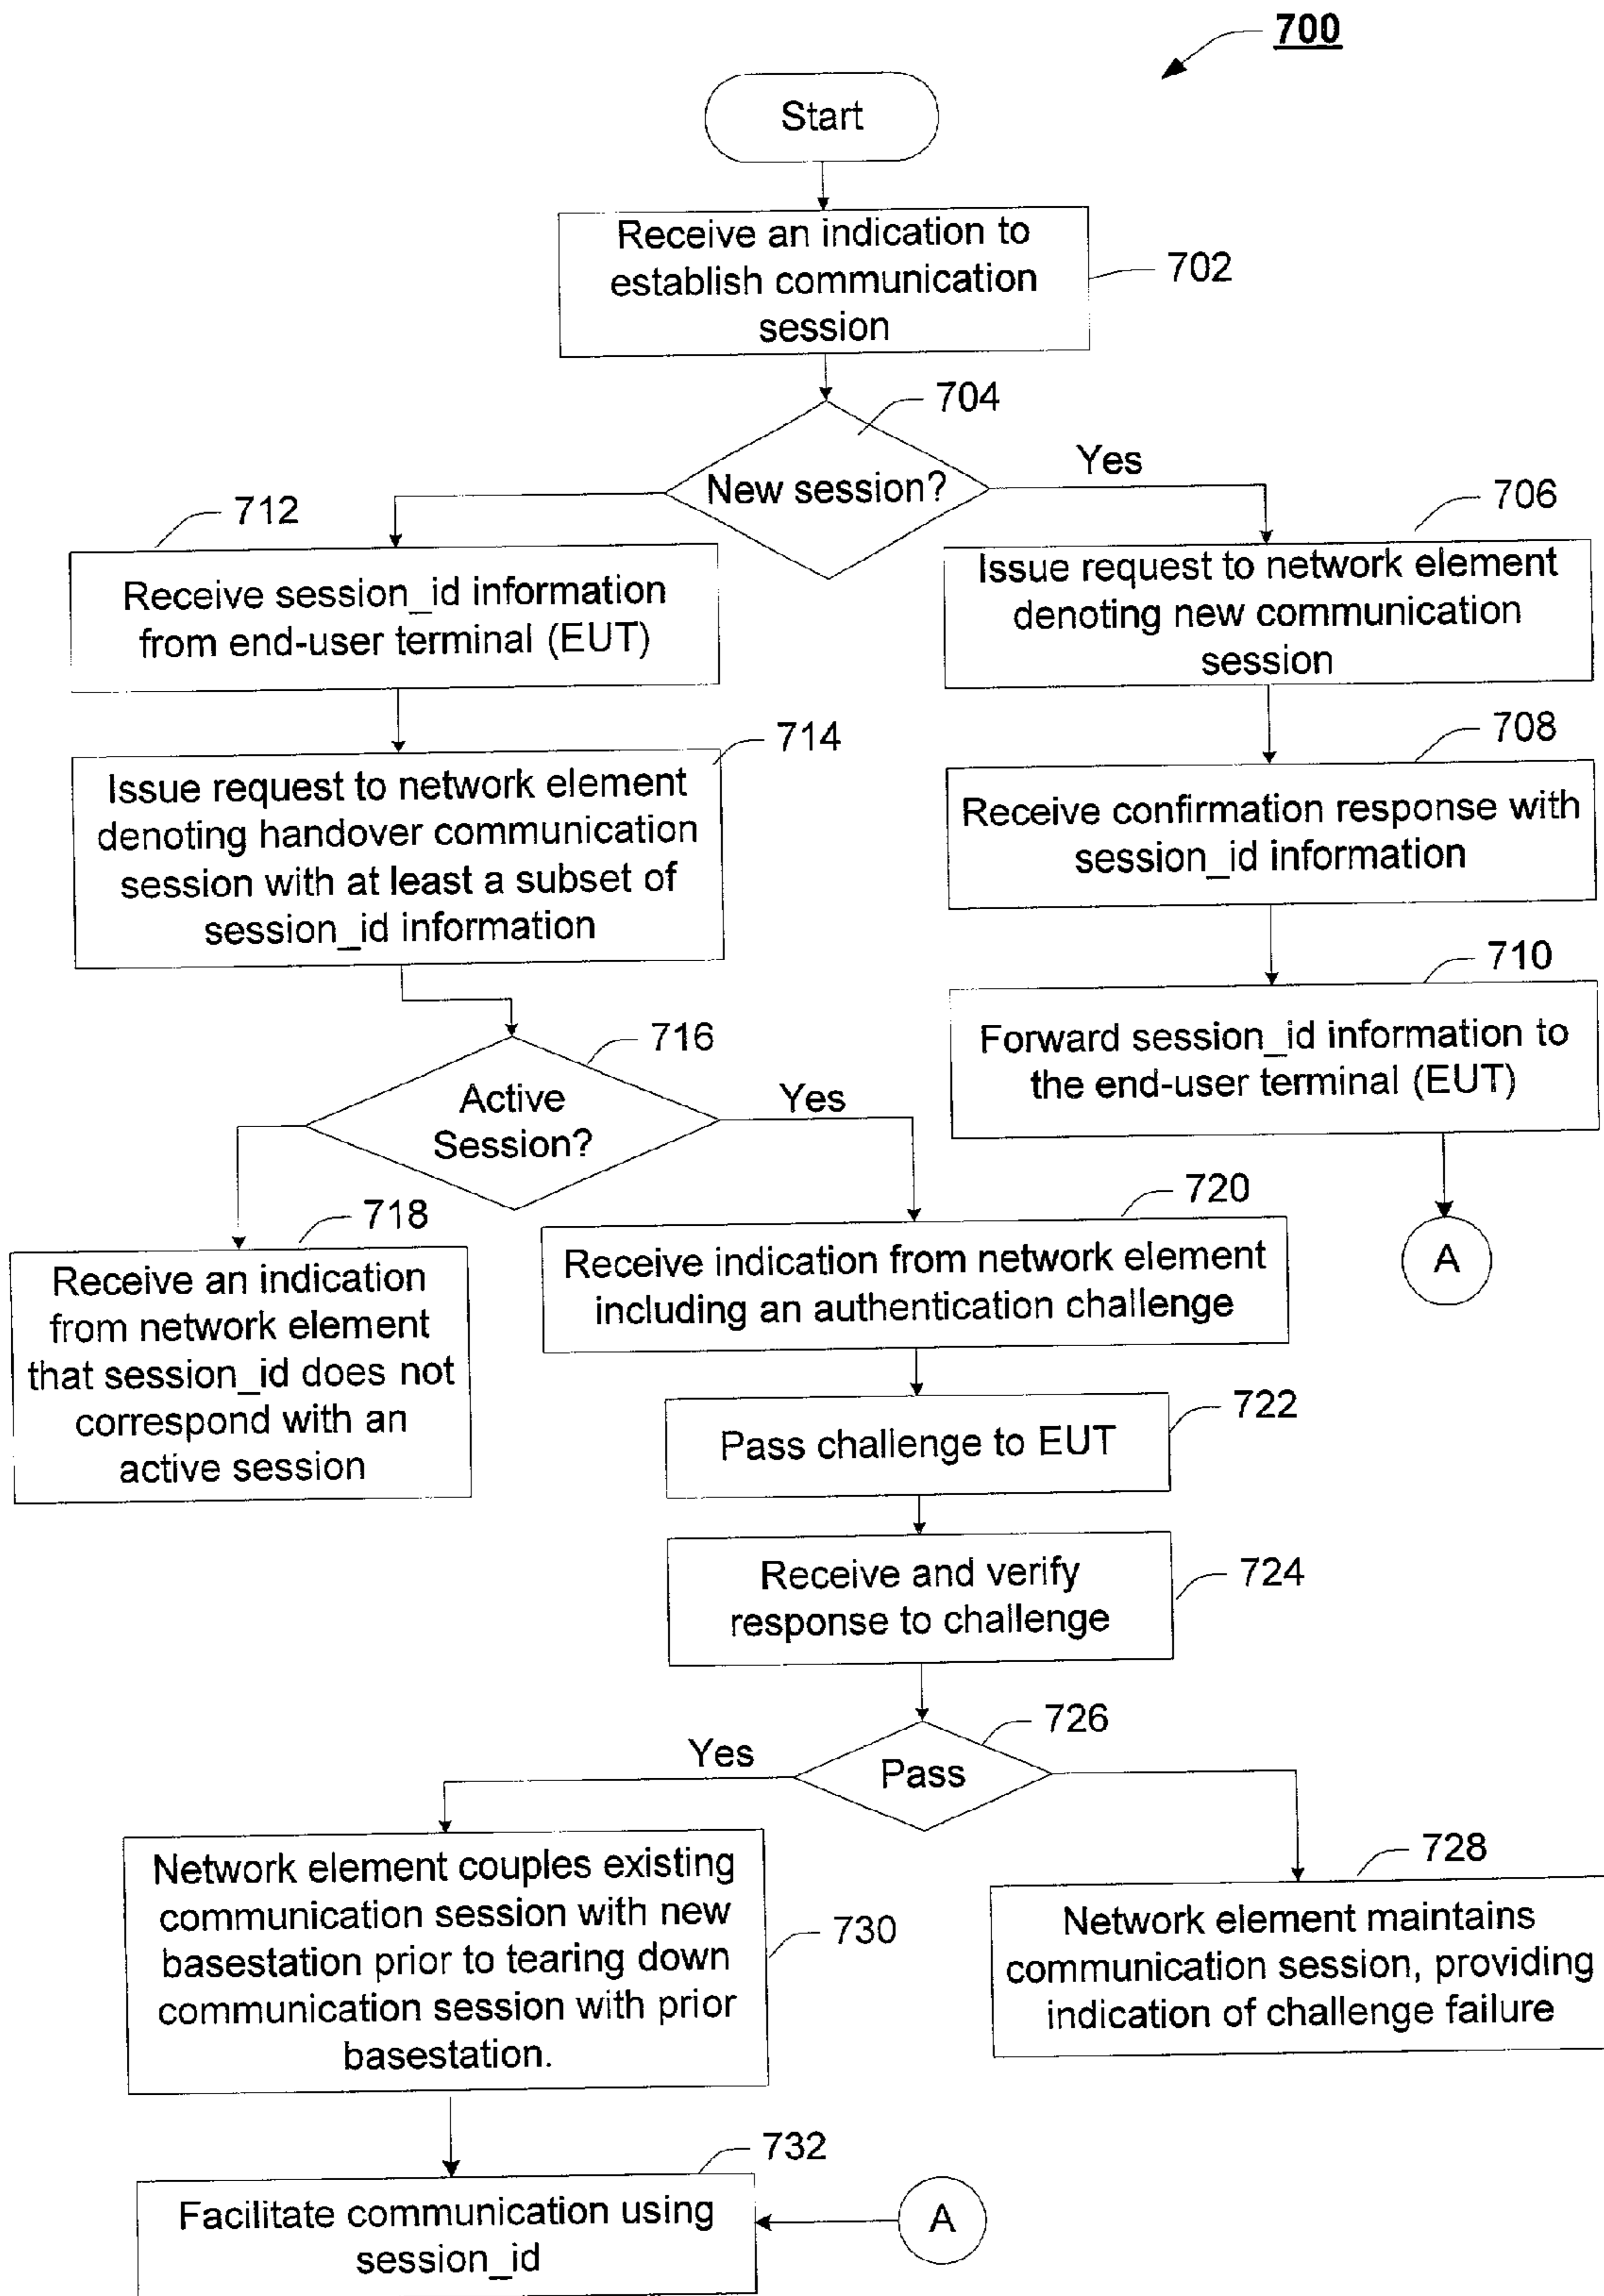 700
Start
Receive an indication to
establish communication
session
702
704
New session?
Yes
712
Receive session_id information
from end-user terminal (EUT)
706
Issue request to network element
denoting new communication
session
714
Issue request to network element
denoting handover communication
session with at least a subset of
session_id information
708
Receive confirmation response with
session_id information
710
Forward session_id information to
the end-user terminal (EUT)
A
716
Active
Session?
Yes
718
Receive an indication
from network element
that session_id does not
correspond with an
active session
720
Receive indication from network element
including an authentication challenge
722
Pass challenge to EUT
724
Receive and verify
response to challenge
726
Pass
Yes
730
Network element couples existing
communication session with new
basestation prior to tearing down
communication session with prior
basestation.
728
Network element maintains
communication session, providing
indication of challenge failure
732
Facilitate communication using
session_id
A